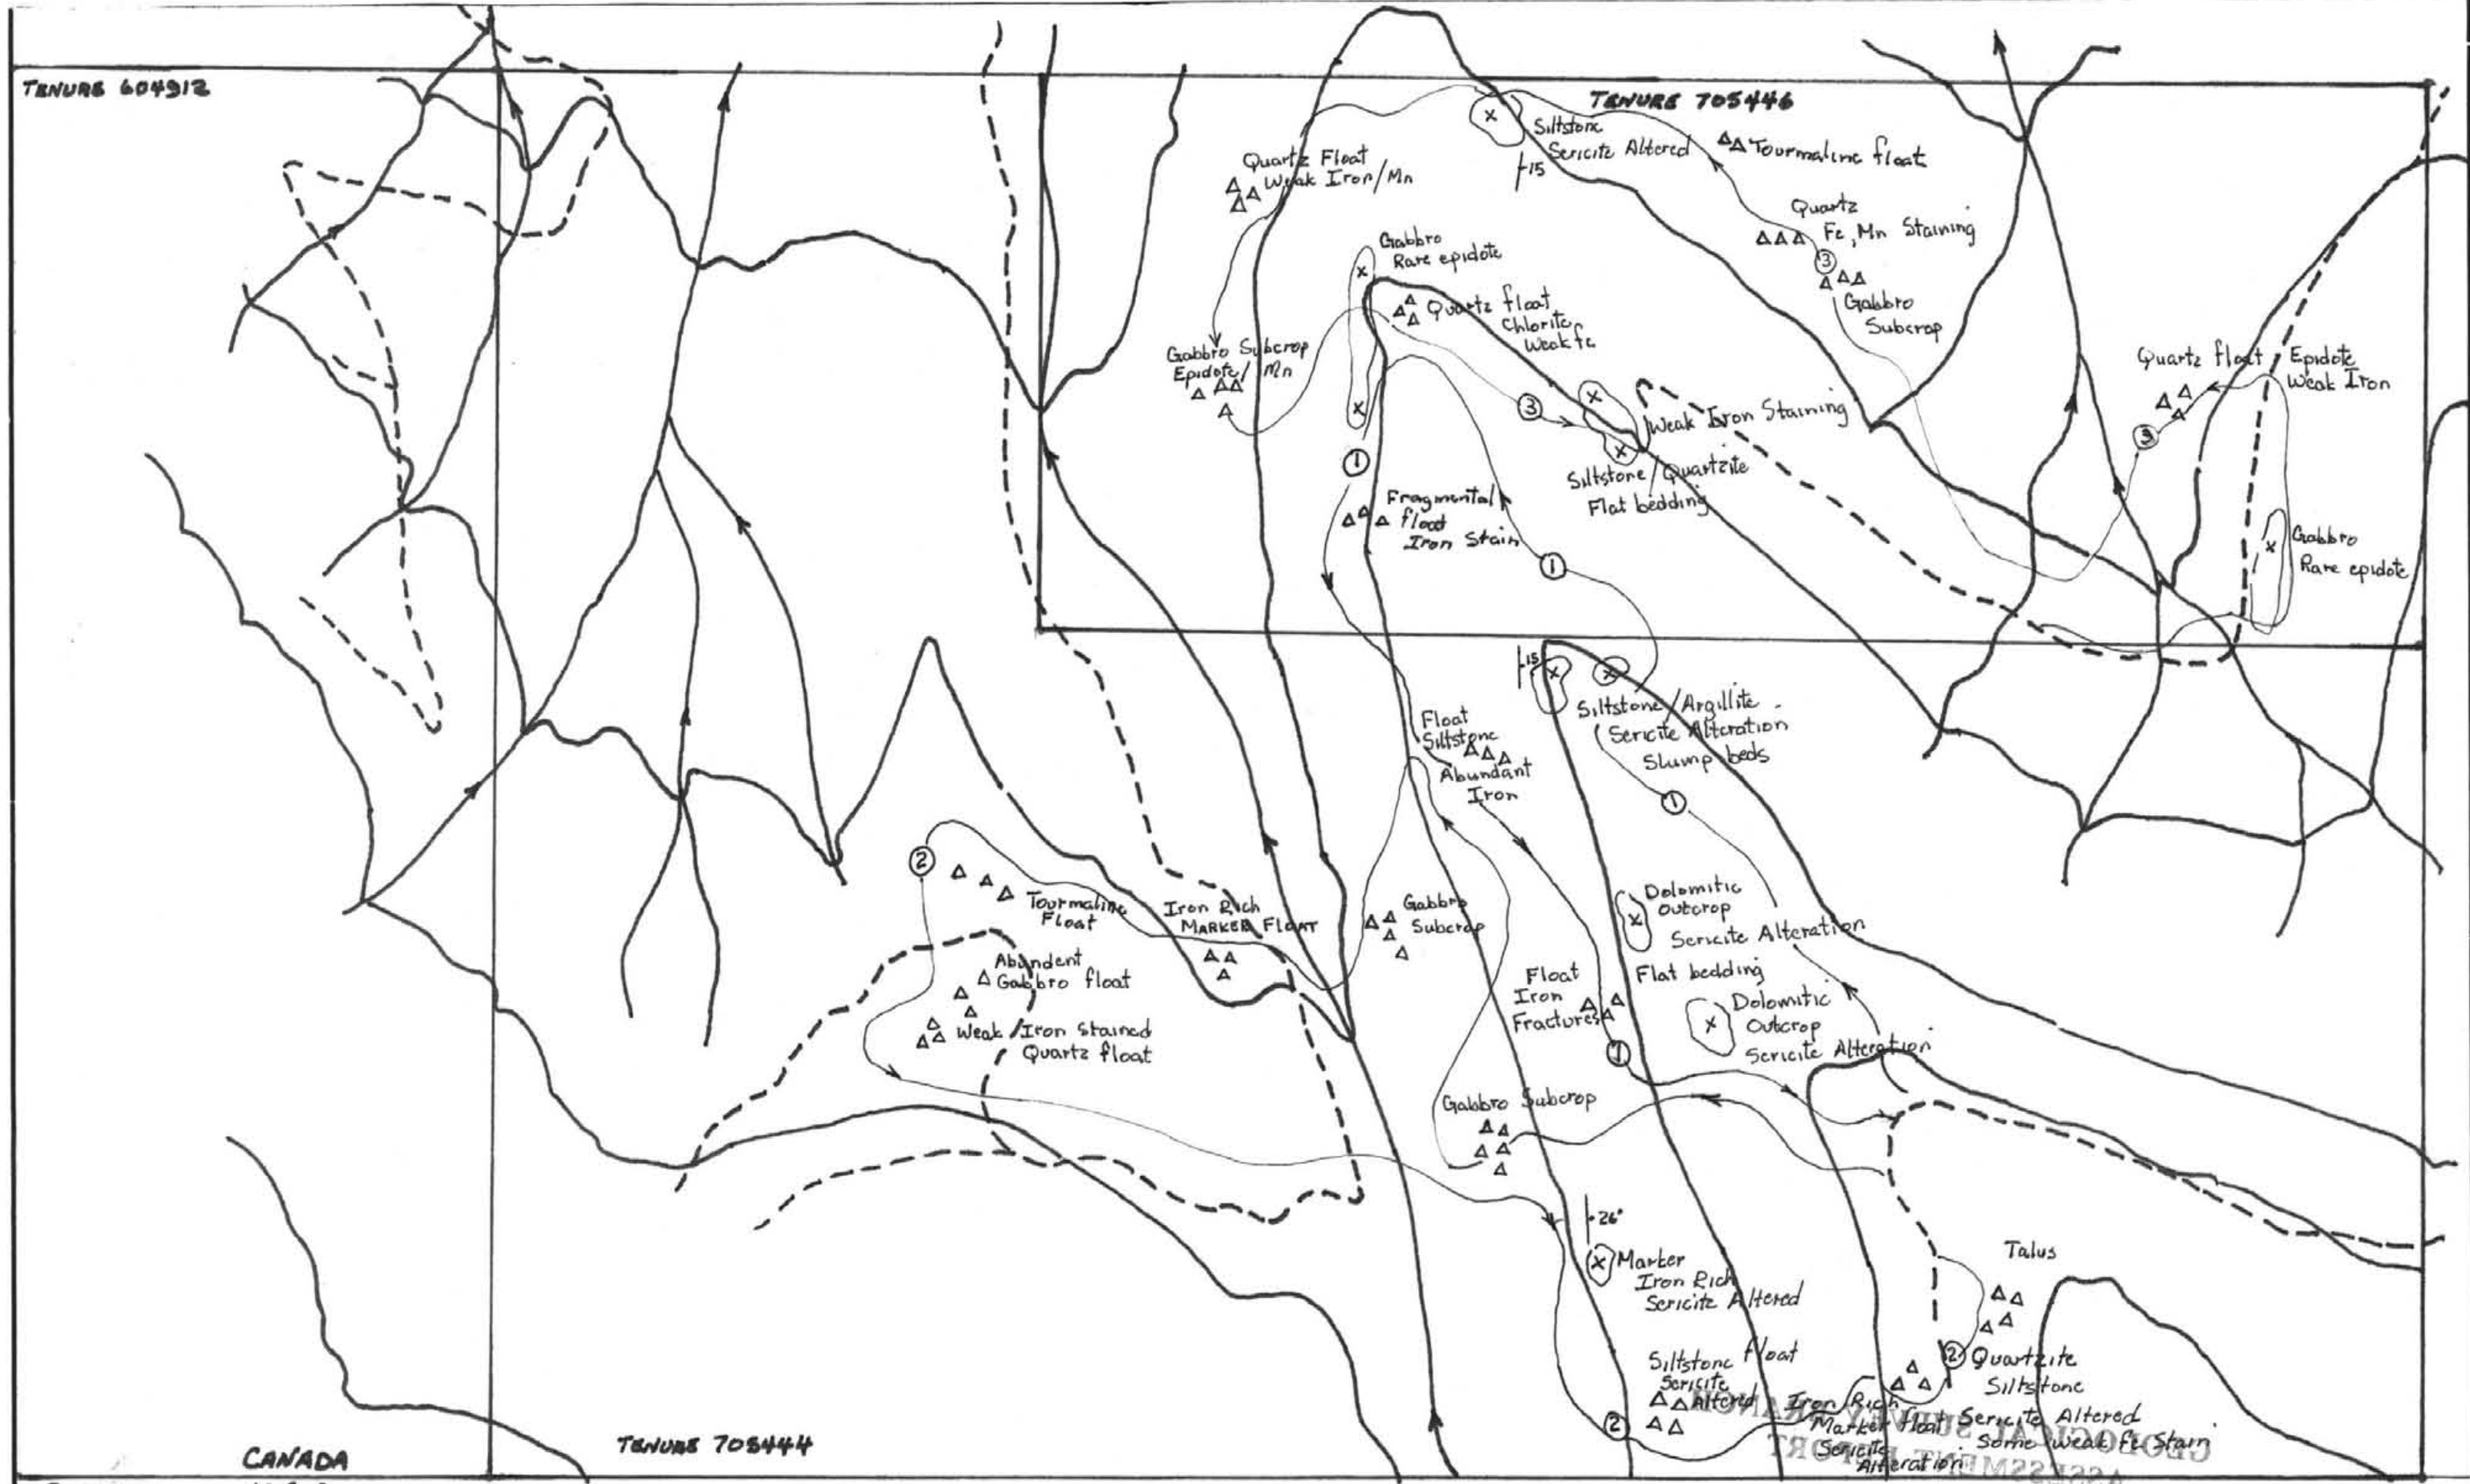 TENURE 604912
TENURE 705446
Siltstone
Sericite Altered
15
Tourmaline float
Quartz Float
Weak Iron/Mn
Quartz
Fe, Mn Staining
3
Gabbro
Subcrop
Gabbro
Rare epidote
Quartz float
Chlorite
Weak fe
Gabbro Subcrop
Epidote/Mn
Quartz float
Epidote
Weak Iron
3
3
Weak Iron Staining
Siltstone/Quartzite
Flat bedding
1
Fragmental
float
Iron Stain
1
Gabbro
Rare epidote
15
Siltstone/Argillite
Sericite Alteration
Slump beds
Float
Siltstone
Abundant
Iron
1
2
Tourmaline
Float
Iron Rich
MARKER FLOAT
Gabbro
Subcrop
Dolomitic
Outcrop
Sericite Alteration
Flat bedding
Abundent
Gabbro float
Weak Iron Stained
Quartz float
Float
Iron
Fractures
Dolomitic
Outcrop
Sericite Alteration
1
Gabbro Subcrop
26°
Marker
Iron Rich
Sericite Altered
Talus
Siltstone float
Sericite
Altered
2
2
Quartzite
Siltstone
Sericite Altered
Some weak Fe Stain
Iron Rich
Marker float
Sericite
Alteration
CANADA
TENURE 705444
GEOLOGICAL SURVEY BRANCH
ASSESSMENT REPORT